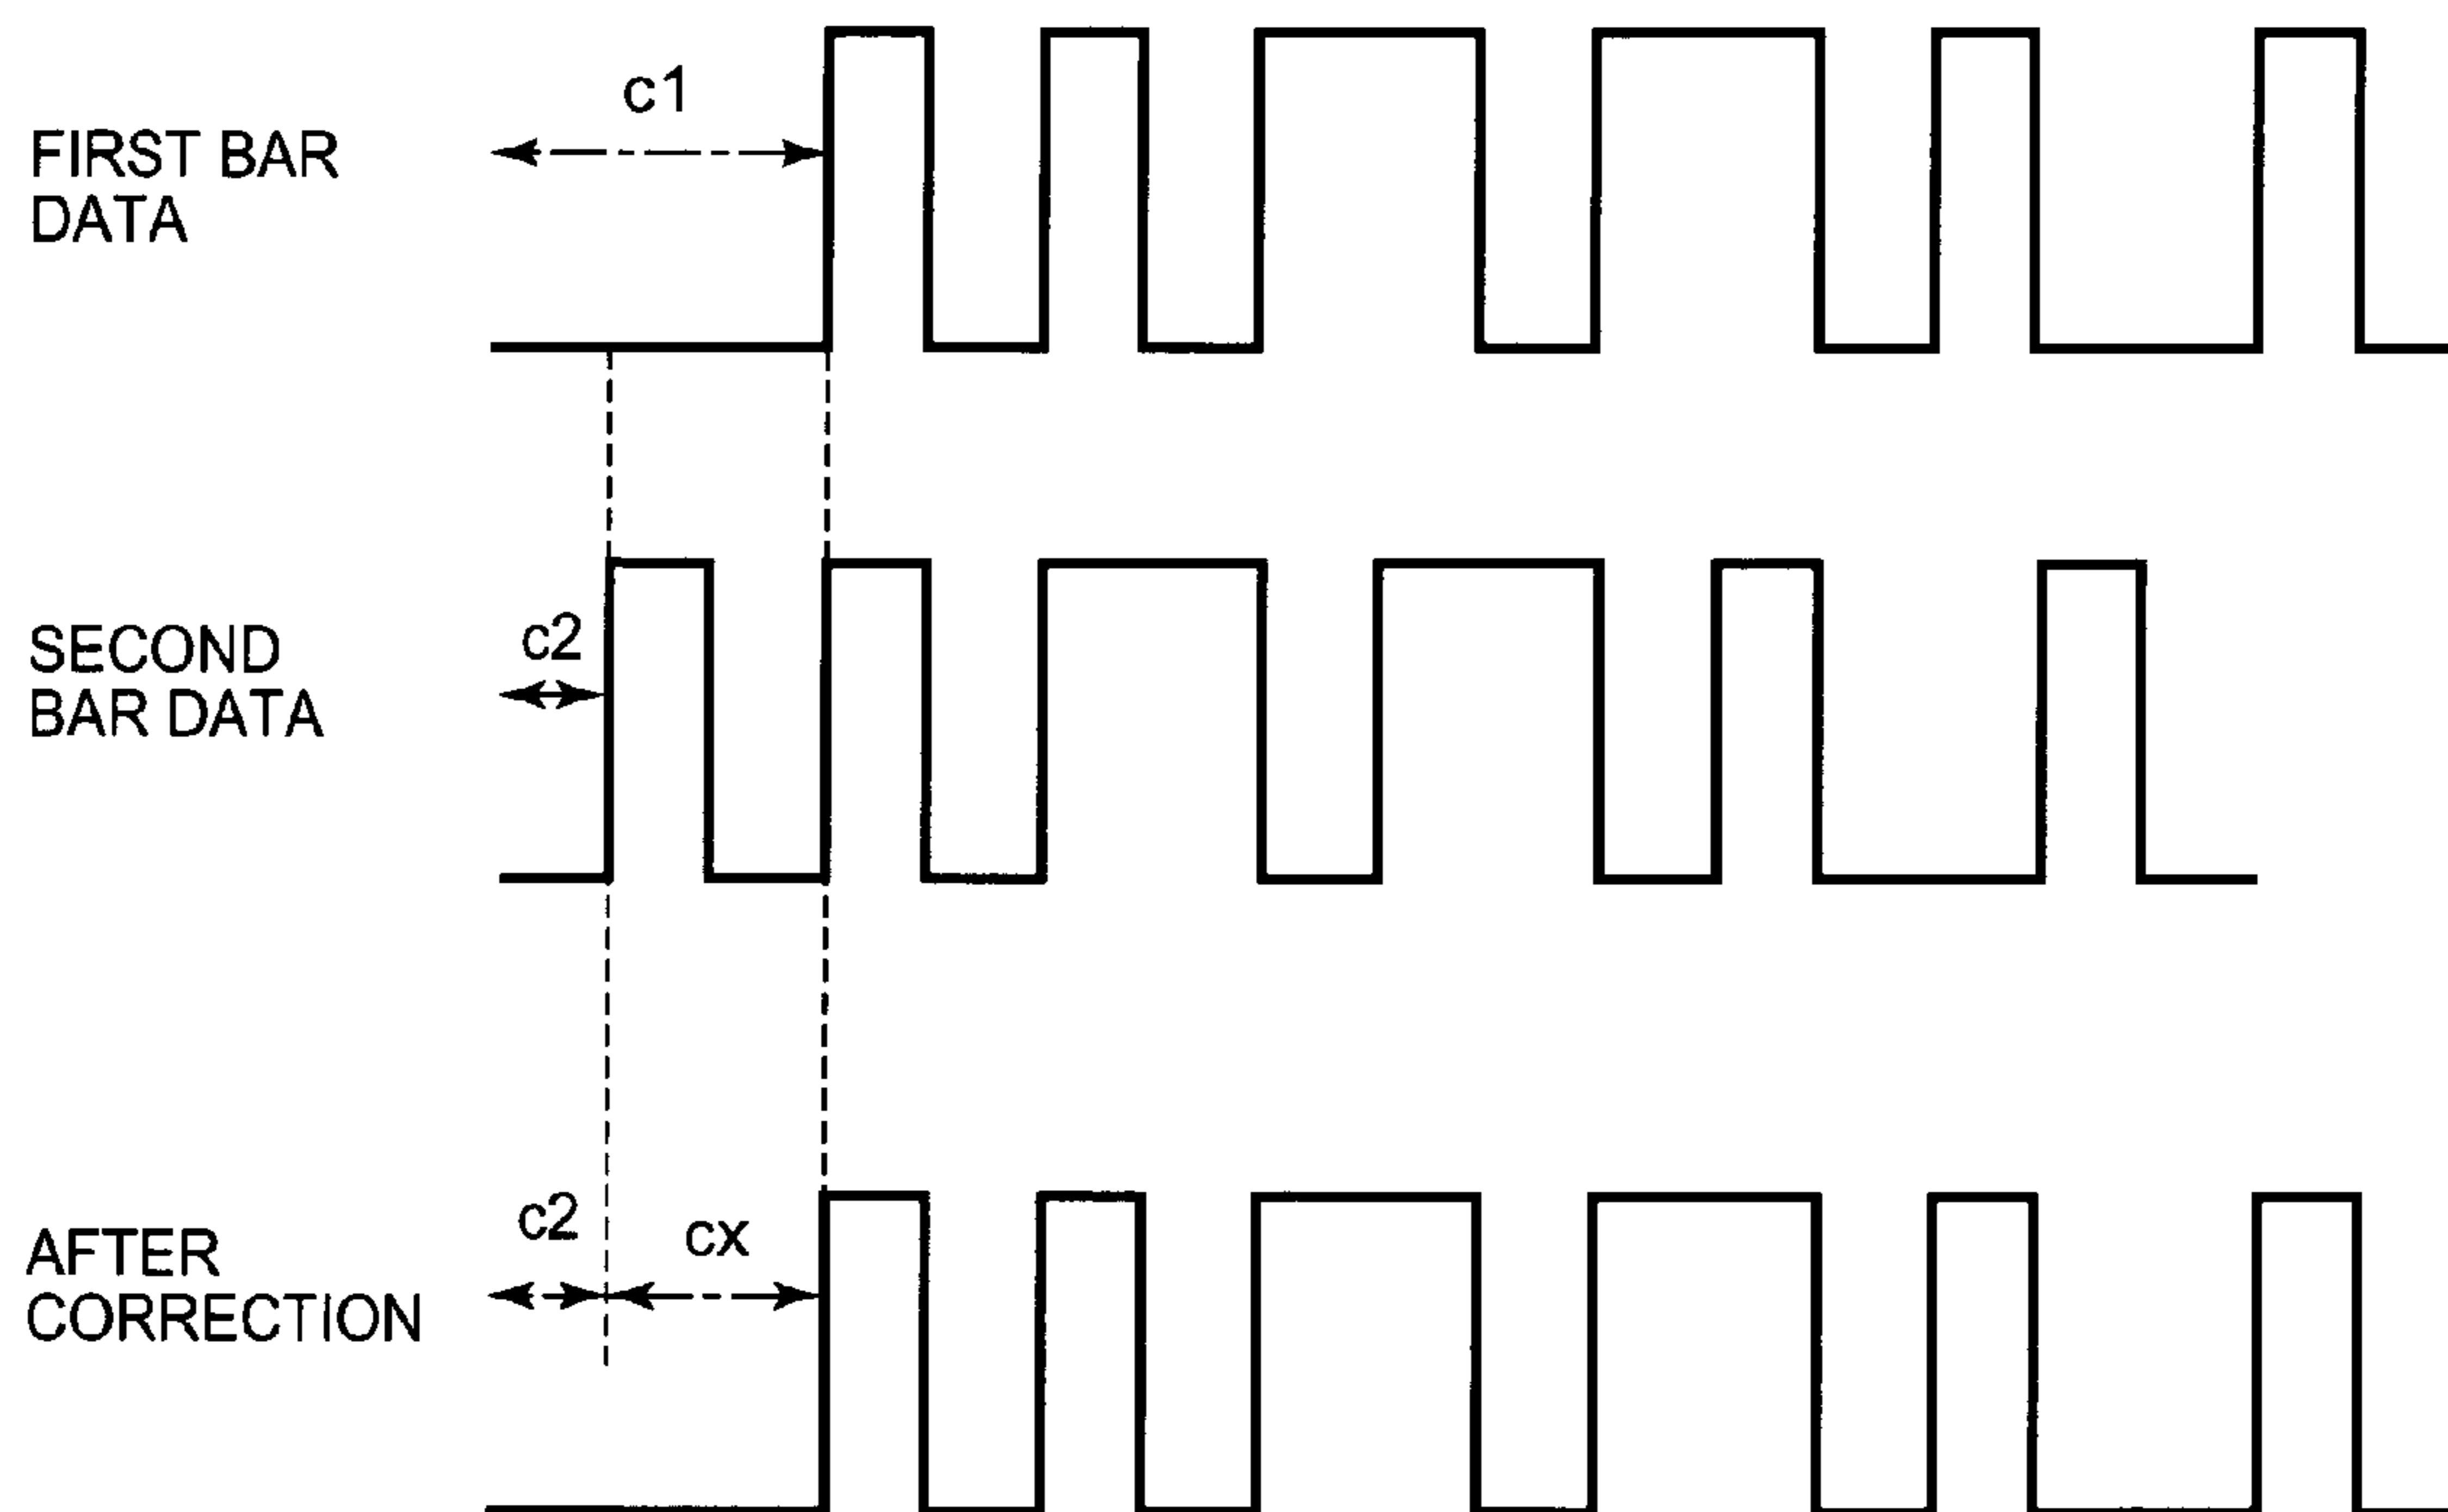 c1
FIRST BAR
DATA
c2
SECOND
BAR DATA
c2
cx
AFTER
CORRECTION